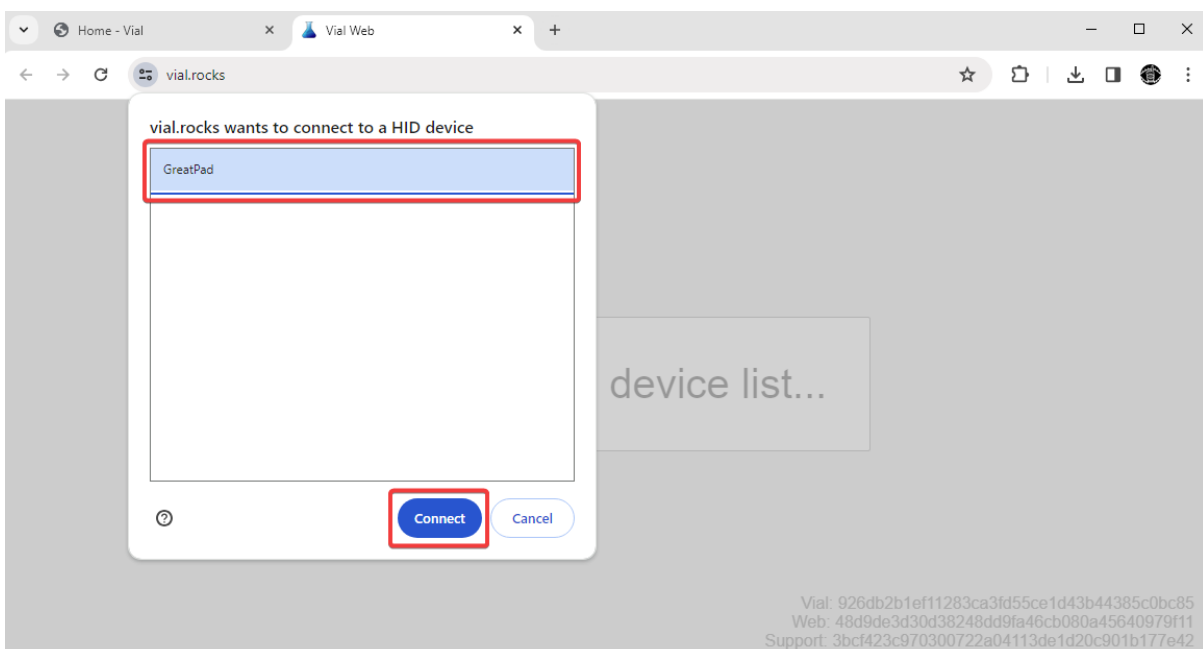 Home - Vial
Vial Web
vial.rocks
vial.rocks wants to connect to a HID device
GreatPad
device list...
Connect
Cancel
Vial: 926db2b1ef11283ca3fd55ce1d43b44385c0bc85
Web: 48d9de3d30d38248dd9fa46cb080a45640979f11
Support: 3bcf423c970300722a04113de1d20c901b177e42